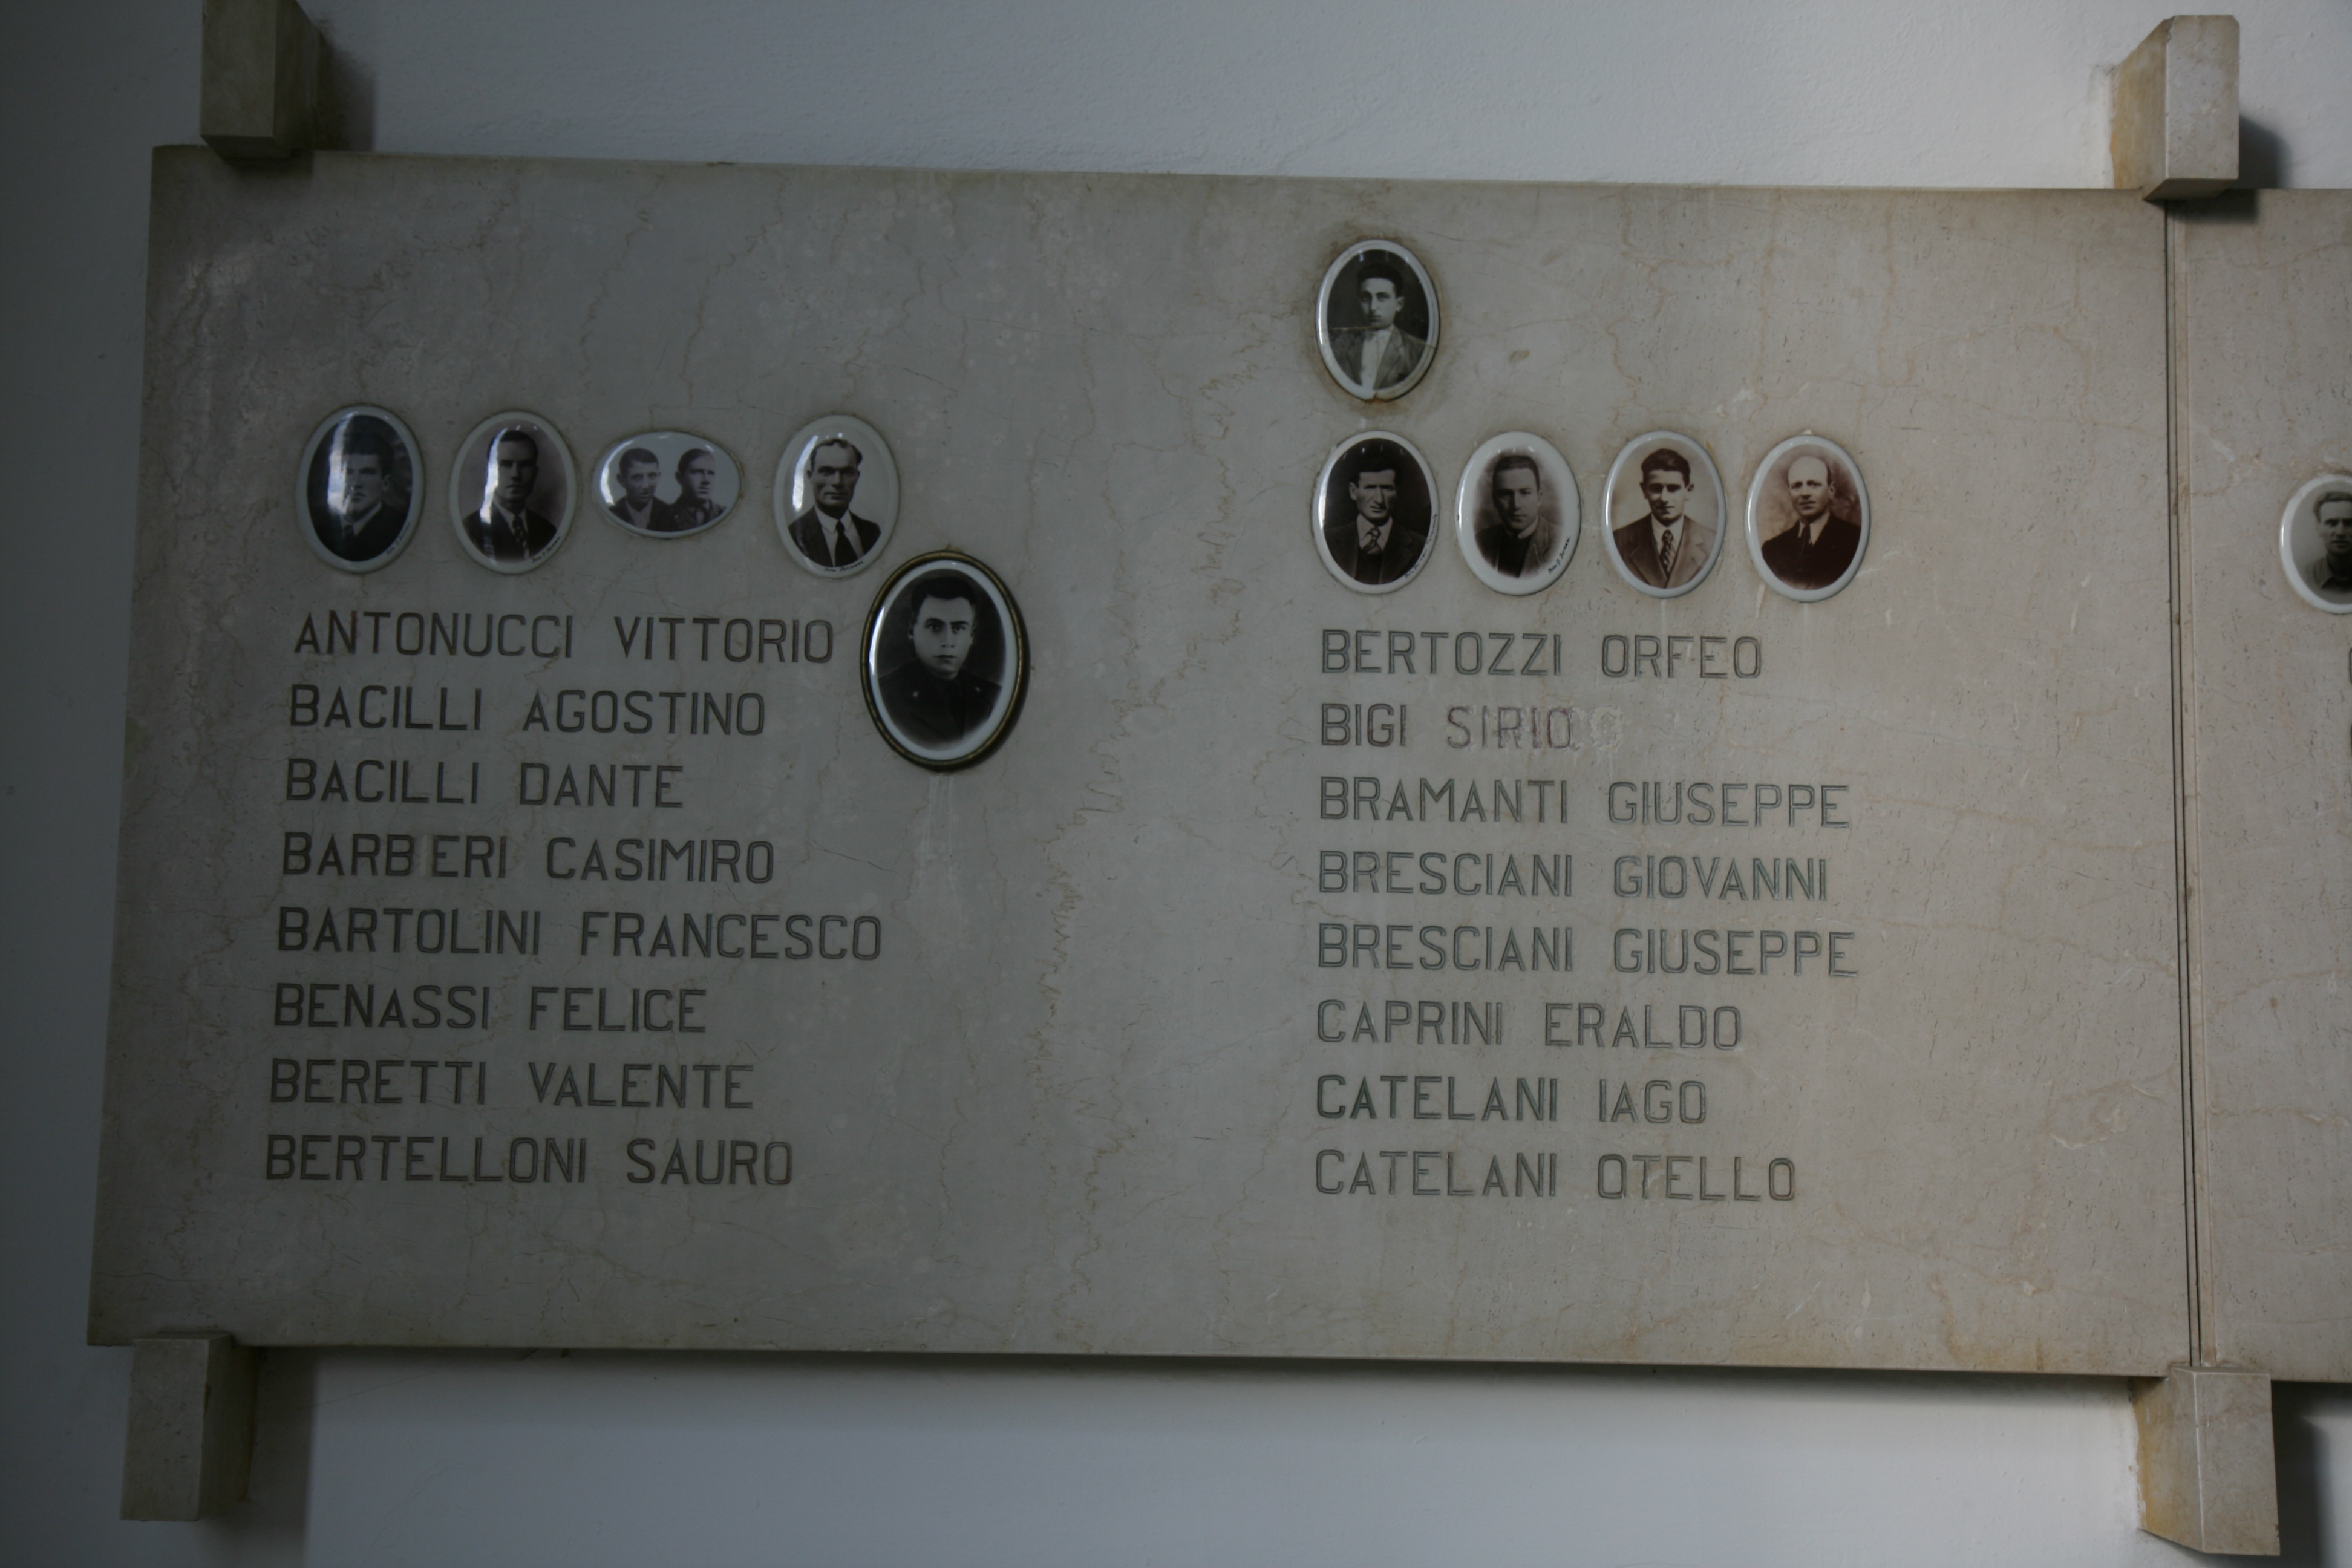 ANTONUCCI VITTORIO
BACILLI AGOSTINO
BACILLI DANTE
BARBIERI CASIMIRO
BARTOLINI FRANCESCO
BENASSI FELICE
BERETTI VALENTE
BERTELLONI SAURO
BERTOZZI ORFEO
BIGI SIRIO
BRAMANTI GIUSEPPE
BRESCIANI GIOVANNI
BRESCIANI GIUSEPPE
CAPRINI ERALDO
CATELANI IAGO
CATELANI OTELLO